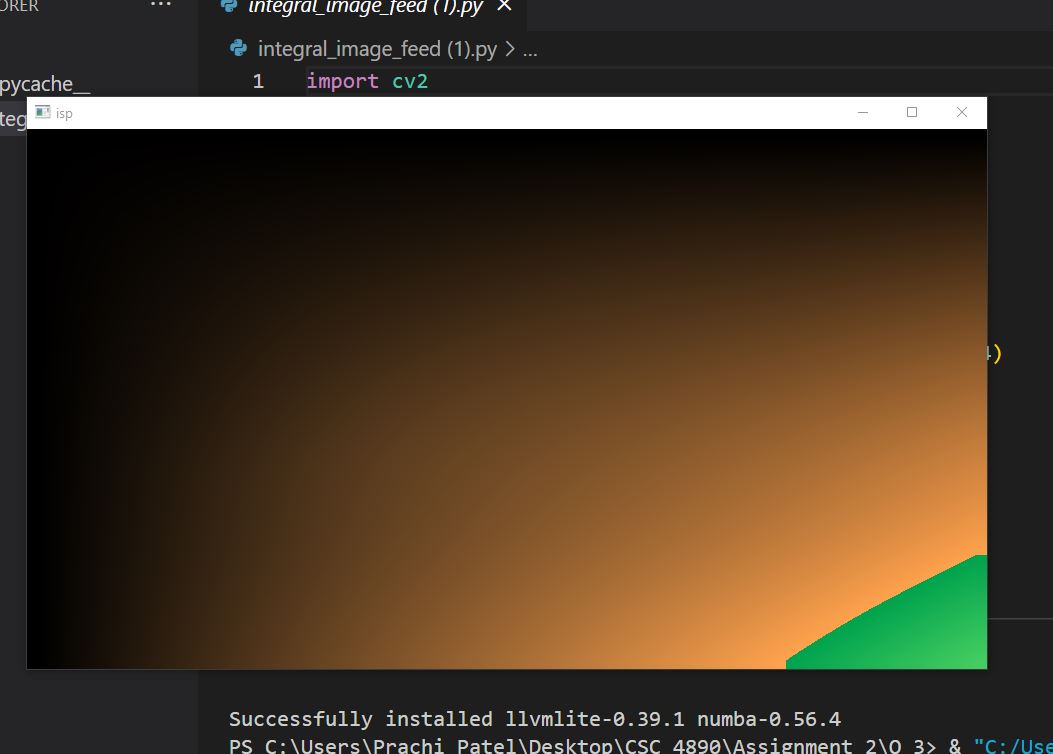 ORER ...
integral_image_feed (1).py
integral_image_feed (1).py > ...
pycache__
1 import cv2
teg
isp
)
Successfully installed llvmlite-0.39.1 numba-0.56.4
PS C:\Users\Prachi Patel\Desktop\CSC 4890\Assignment 2\Q 3> & "C:/Use